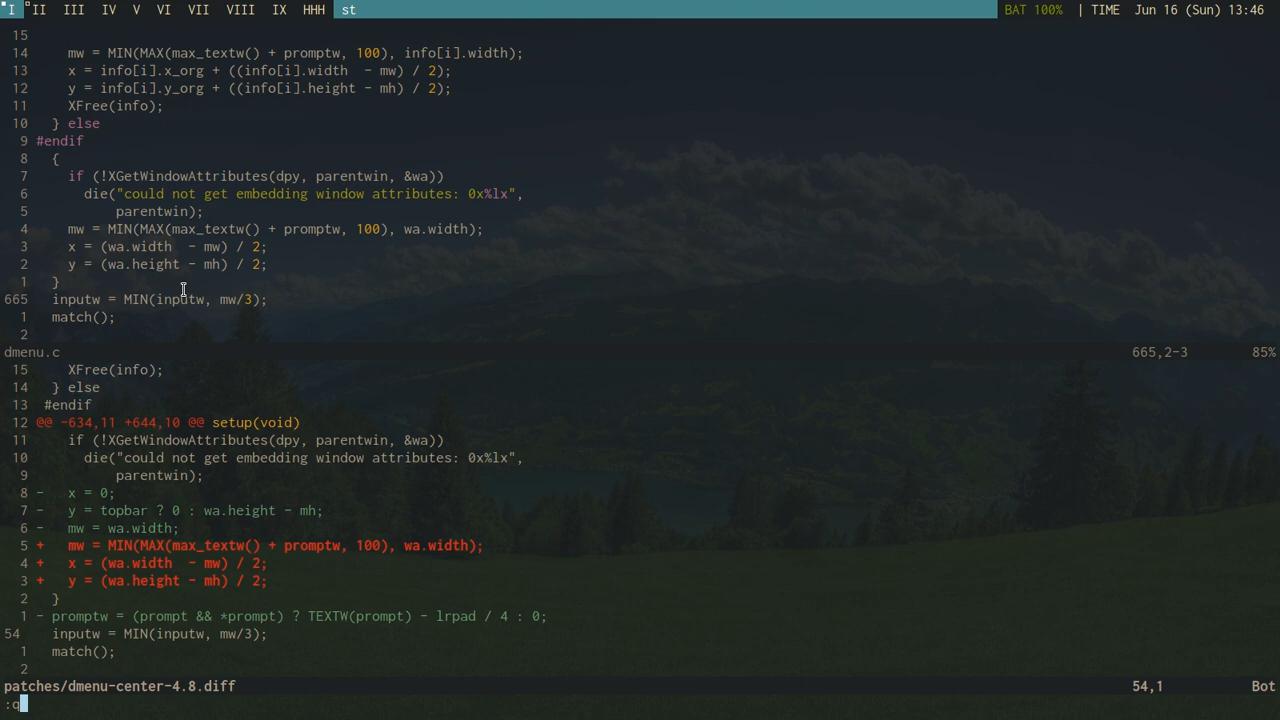 I II III IV V VI VII VIII IX HHH st BAT 100% | TIME Jun 16 (Sun) 13:46
15
14 mw = MIN(MAX(max_textw() + promptw, 100), info[i].width);
13 x = info[i].x_org + ((info[i].width  - mw) / 2);
12 y = info[i].y_org + ((info[i].height - mh) / 2);
11 XFree(info);
10 } else
9 #endif
8 {
7 if (!XGetWindowAttributes(dpy, parentwin, &wa))
6 die("could not get embedding window attributes: 0x%lx",
5 parentwin);
4 mw = MIN(MAX(max_textw() + promptw, 100), wa.width);
3 x = (wa.width  - mw) / 2;
2 y = (wa.height - mh) / 2;
1 }
665 inputw = MIN(inputw, mw/3);
1 match();
2
dmenu.c 665,2-3 85%
15 XFree(info);
14 } else
13 #endif
12 @@ -634,11 +644,10 @@ setup(void)
11 if (!XGetWindowAttributes(dpy, parentwin, &wa))
10 die("could not get embedding window attributes: 0x%lx",
9 parentwin);
8 - x = 0;
7 - y = topbar ? 0 : wa.height - mh;
6 - mw = wa.width;
5 + mw = MIN(MAX(max_textw() + promptw, 100), wa.width);
4 + x = (wa.width  - mw) / 2;
3 + y = (wa.height - mh) / 2;
2 }
1 - promptw = (prompt && *prompt) ? TEXTW(prompt) - lrpad / 4 : 0;
54 inputw = MIN(inputw, mw/3);
1 match();
2
patches/dmenu-center-4.8.diff 54,1 Bot
:q